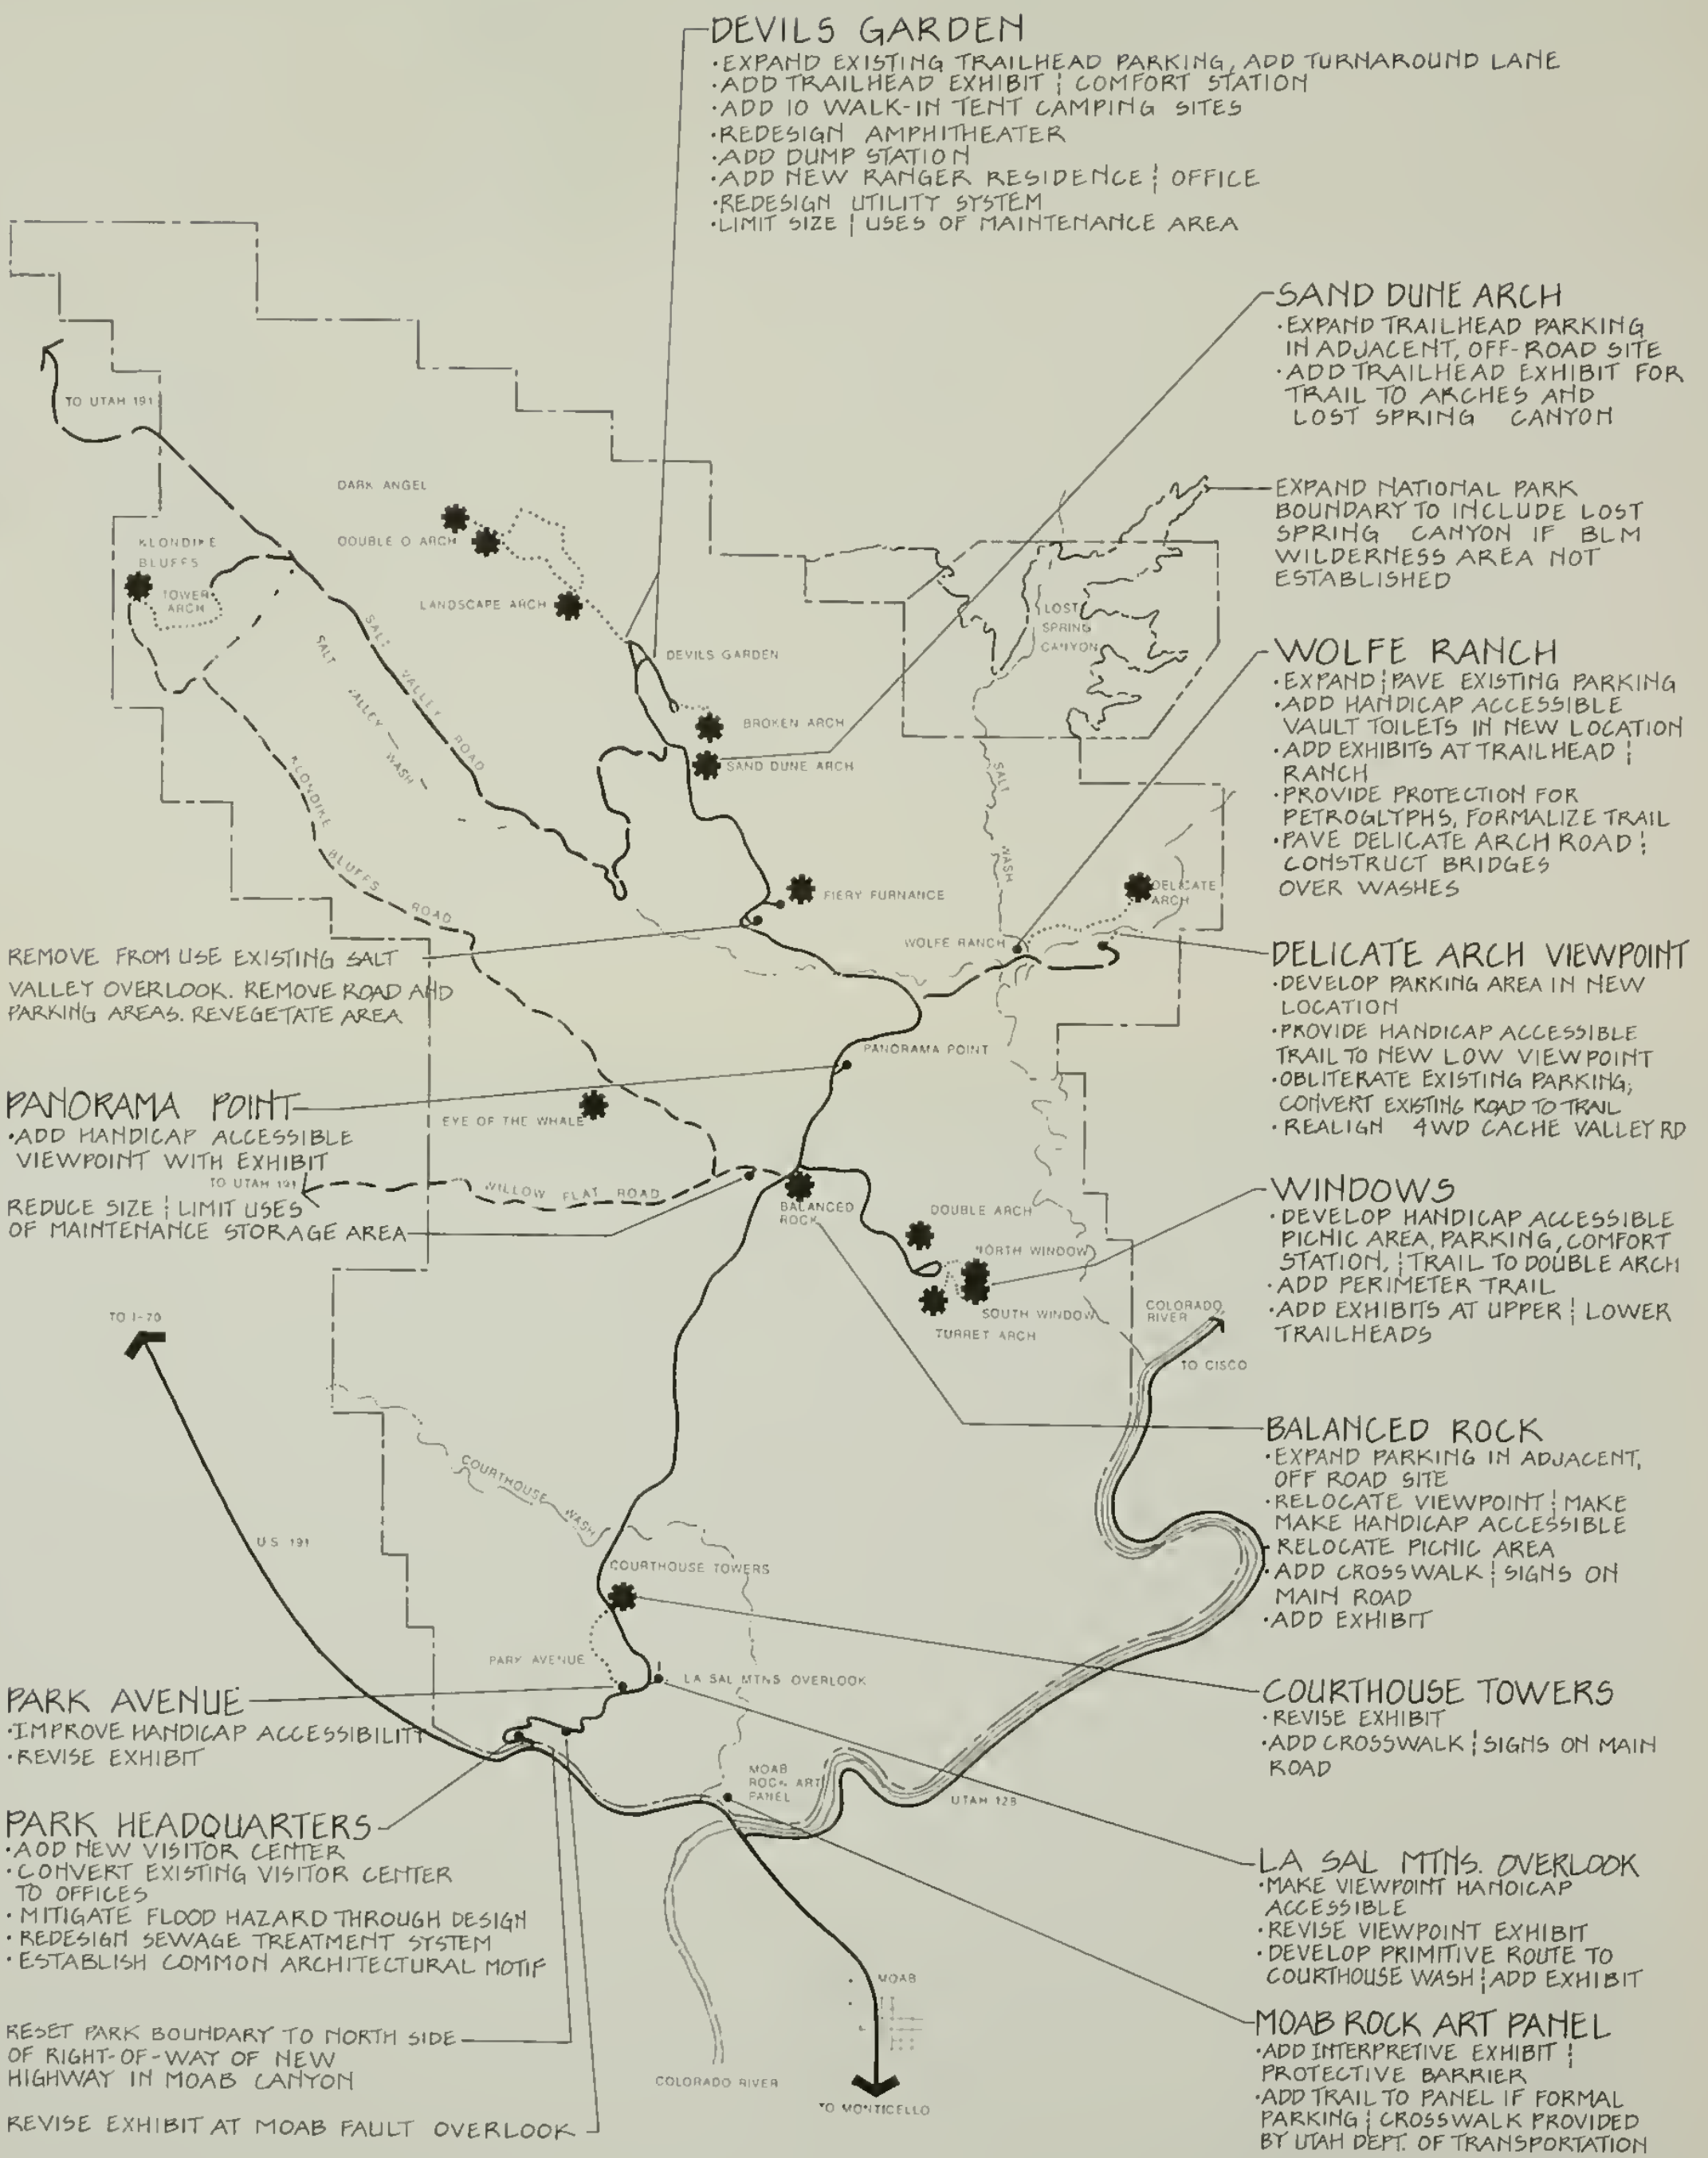 DEVILS GARDEN
·EXPAND EXISTING TRAILHEAD PARKING, ADD TURNAROUND LANE
·ADD TRAILHEAD EXHIBIT ¦ COMFORT STATION
·ADD 10 WALK-IN TENT CAMPING SITES
·REDESIGN AMPHITHEATER
·ADD DUMP STATION
·ADD NEW RANGER RESIDENCE ¦ OFFICE
·REDESIGN UTILITY SYSTEM
·LIMIT SIZE ¦ USES OF MAINTENANCE AREA
SAND DUNE ARCH
·EXPAND TRAILHEAD PARKING
IN ADJACENT, OFF-ROAD SITE
·ADD TRAILHEAD EXHIBIT FOR
TRAIL TO ARCHES AND
LOST SPRING CANYON
EXPAND NATIONAL PARK
BOUNDARY TO INCLUDE LOST
SPRING CANYON IF BLM
WILDERNESS AREA NOT
ESTABLISHED
WOLFE RANCH
·EXPAND ¦ PAVE EXISTING PARKING
·ADD HANDICAP ACCESSIBLE
VAULT TOILETS IN NEW LOCATION
·ADD EXHIBITS AT TRAILHEAD ¦
RANCH
·PROVIDE PROTECTION FOR
PETROGLYPHS, FORMALIZE TRAIL
·PAVE DELICATE ARCH ROAD ¦
CONSTRUCT BRIDGES
OVER WASHES
DELICATE ARCH VIEWPOINT
·DEVELOP PARKING AREA IN NEW
LOCATION
·PROVIDE HANDICAP ACCESSIBLE
TRAIL TO NEW LOW VIEWPOINT
·OBLITERATE EXISTING PARKING;
CONVERT EXISTING ROAD TO TRAIL
·REALIGN 4WD CACHE VALLEY RD
WINDOWS
·DEVELOP HANDICAP ACCESSIBLE
PICNIC AREA, PARKING, COMFORT
STATION, ¦ TRAIL TO DOUBLE ARCH
·ADD PERIMETER TRAIL
·ADD EXHIBITS AT UPPER ¦ LOWER
TRAILHEADS
BALANCED ROCK
·EXPAND PARKING IN ADJACENT,
OFF ROAD SITE
·RELOCATE VIEWPOINT ¦ MAKE
MAKE HANDICAP ACCESSIBLE
·RELOCATE PICNIC AREA
·ADD CROSSWALK ¦ SIGNS ON
MAIN ROAD
·ADD EXHIBIT
COURTHOUSE TOWERS
·REVISE EXHIBIT
·ADD CROSSWALK ¦ SIGNS ON MAIN
ROAD
LA SAL MTNS. OVERLOOK
·MAKE VIEWPOINT HANDICAP
ACCESSIBLE
·REVISE VIEWPOINT EXHIBIT
·DEVELOP PRIMITIVE ROUTE TO
COURTHOUSE WASH ¦ ADD EXHIBIT
MOAB ROCK ART PANEL
·ADD INTERPRETIVE EXHIBIT ¦
PROTECTIVE BARRIER
·ADD TRAIL TO PANEL IF FORMAL
PARKING ¦ CROSSWALK PROVIDED
BY UTAH DEPT. OF TRANSPORTATION
REMOVE FROM USE EXISTING SALT
VALLEY OVERLOOK. REMOVE ROAD AND
PARKING AREAS. REVEGETATE AREA
PANORAMA POINT
·ADD HANDICAP ACCESSIBLE
VIEWPOINT WITH EXHIBIT
TO UTAH 191
REDUCE SIZE ¦ LIMIT USES
OF MAINTENANCE STORAGE AREA
PARK AVENUE
·IMPROVE HANDICAP ACCESSIBILITY
·REVISE EXHIBIT
PARK HEADQUARTERS
·ADD NEW VISITOR CENTER
·CONVERT EXISTING VISITOR CENTER
TO OFFICES
·MITIGATE FLOOD HAZARD THROUGH DESIGN
·REDESIGN SEWAGE TREATMENT SYSTEM
·ESTABLISH COMMON ARCHITECTURAL MOTIF
RESET PARK BOUNDARY TO NORTH SIDE
OF RIGHT-OF-WAY OF NEW
HIGHWAY IN MOAB CANYON
REVISE EXHIBIT AT MOAB FAULT OVERLOOK
TO UTAH 191
DARK ANGEL
DOUBLE O ARCH
KLONDIKE
BLUFFS
TOWER
ARCH
LANDSCAPE ARCH
DEVILS GARDEN
BROKEN ARCH
SAND DUNE ARCH
SALT VALLEY ROAD
SALT VALLEY WASH
KLONDIKE BLUFFS ROAD
LOST
SPRING
CANYON
SALT WASH
FIERY FURNANCE
DELICATE
ARCH
WOLFE RANCH
PANORAMA POINT
EYE OF THE WHALE
WILLOW FLAT ROAD
BALANCED
ROCK
DOUBLE ARCH
NORTH WINDOW
SOUTH WINDOW
TURRET ARCH
COLORADO
RIVER
TO CISCO
TO I-70
U.S. 191
COURTHOUSE WASH
COURTHOUSE TOWERS
PARK AVENUE
LA SAL MTNS OVERLOOK
MOAB
ROCK ART
PANEL
UTAH 128
MOAB
COLORADO RIVER
TO MONTICELLO